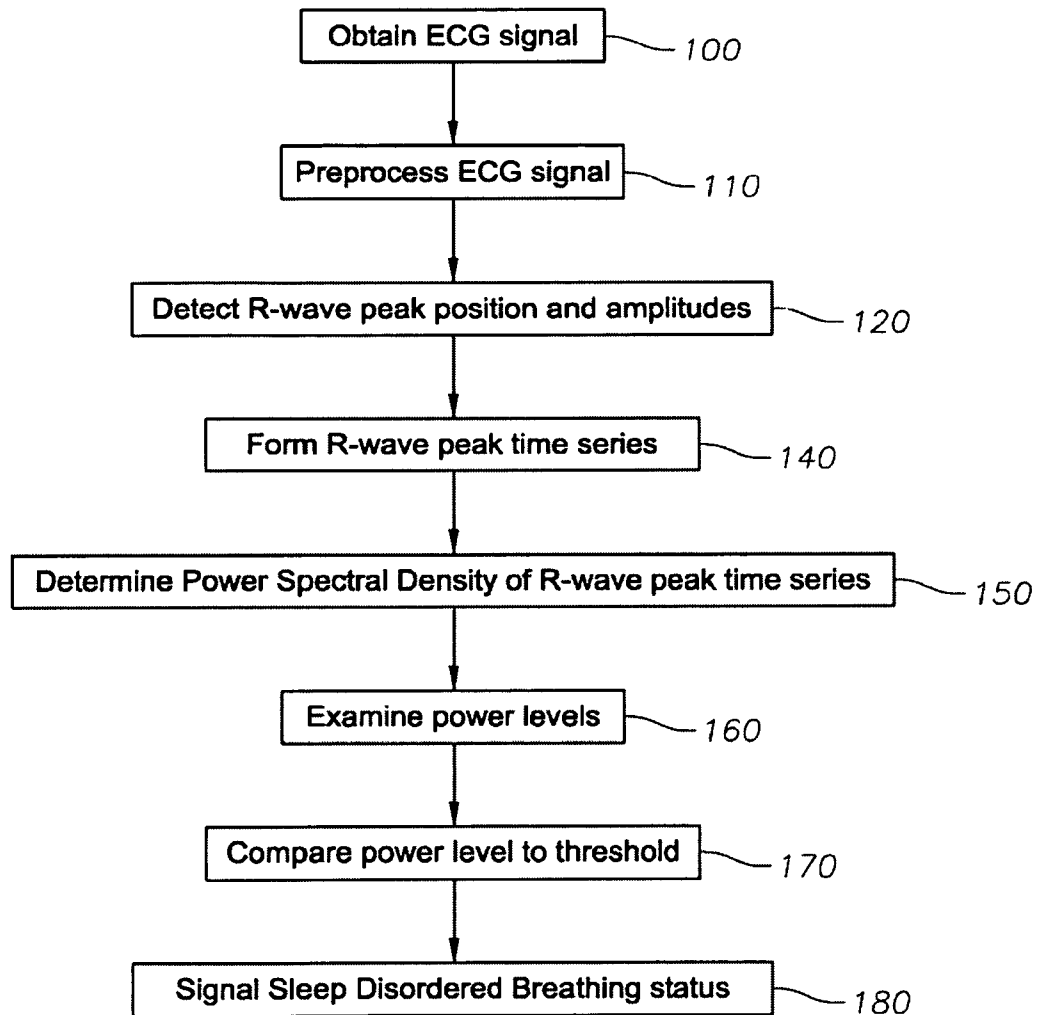 Obtain ECG signal
100
Preprocess ECG signal
110
Detect R-wave peak position and amplitudes
120
Form R-wave peak time series
140
Determine Power Spectral Density of R-wave peak time series
150
Examine power levels
160
Compare power level to threshold
170
Signal Sleep Disordered Breathing status
180